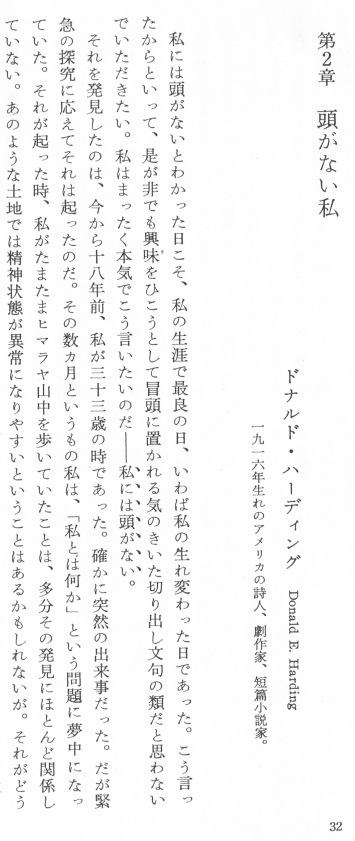 第2章 頭がない私
ドナルド・ハーディング Donald E. Harding
一九一六年生れのアメリカの詩人、劇作家、短篇小説家。
私には頭がないとわかった日こそ、私の生涯で最良の日、いわば私の生れ変わった日であった。こう言っ
たからといって、是が非でも興味をひこうとして冒頭に置かれる気のきいた切り出し文句の類だと思わない
でいただきたい。私はまったく本気でこう言いたいのだ――私には頭がない。
それを発見したのは、今から十八年前、私が三十三歳の時であった。確かに突然の出来事だった。だが緊
急の探究に応えてそれは起ったのだ。その数ヵ月というもの私は、「私とは何か」という問題に夢中になっ
ていた。それが起った時、私がたまたまヒマラヤ山中を歩いていたことは、多分その発見にほとんど関係し
ていない。あのような土地では精神状態が異常になりやすいということはあるかもしれないが。それがどう
32